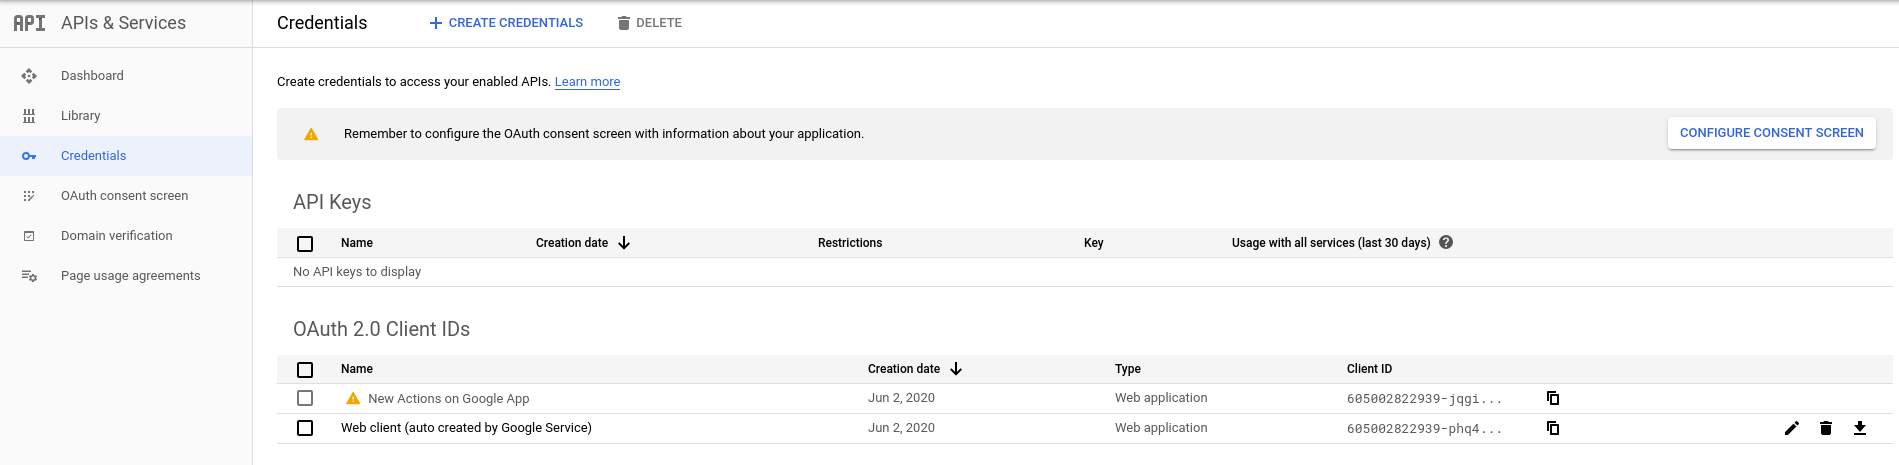 API APIs & Services
Credentials
CREATE CREDENTIALS
DELETE
Dashboard
Library
Credentials
OAuth consent screen
Domain verification
Page usage agreements
Create credentials to access your enabled APIs. Learn more
Remember to configure the OAuth consent screen with information about your application.
CONFIGURE CONSENT SCREEN
API Keys
Name Creation date Restrictions Key Usage with all services (last 30 days)
No API keys to display
OAuth 2.0 Client IDs
Name Creation date Type Client ID
New Actions on Google App Jun 2, 2020 Web application 605002822939-jqgi...
Web client (auto created by Google Service) Jun 2, 2020 Web application 605002822939-phq4...